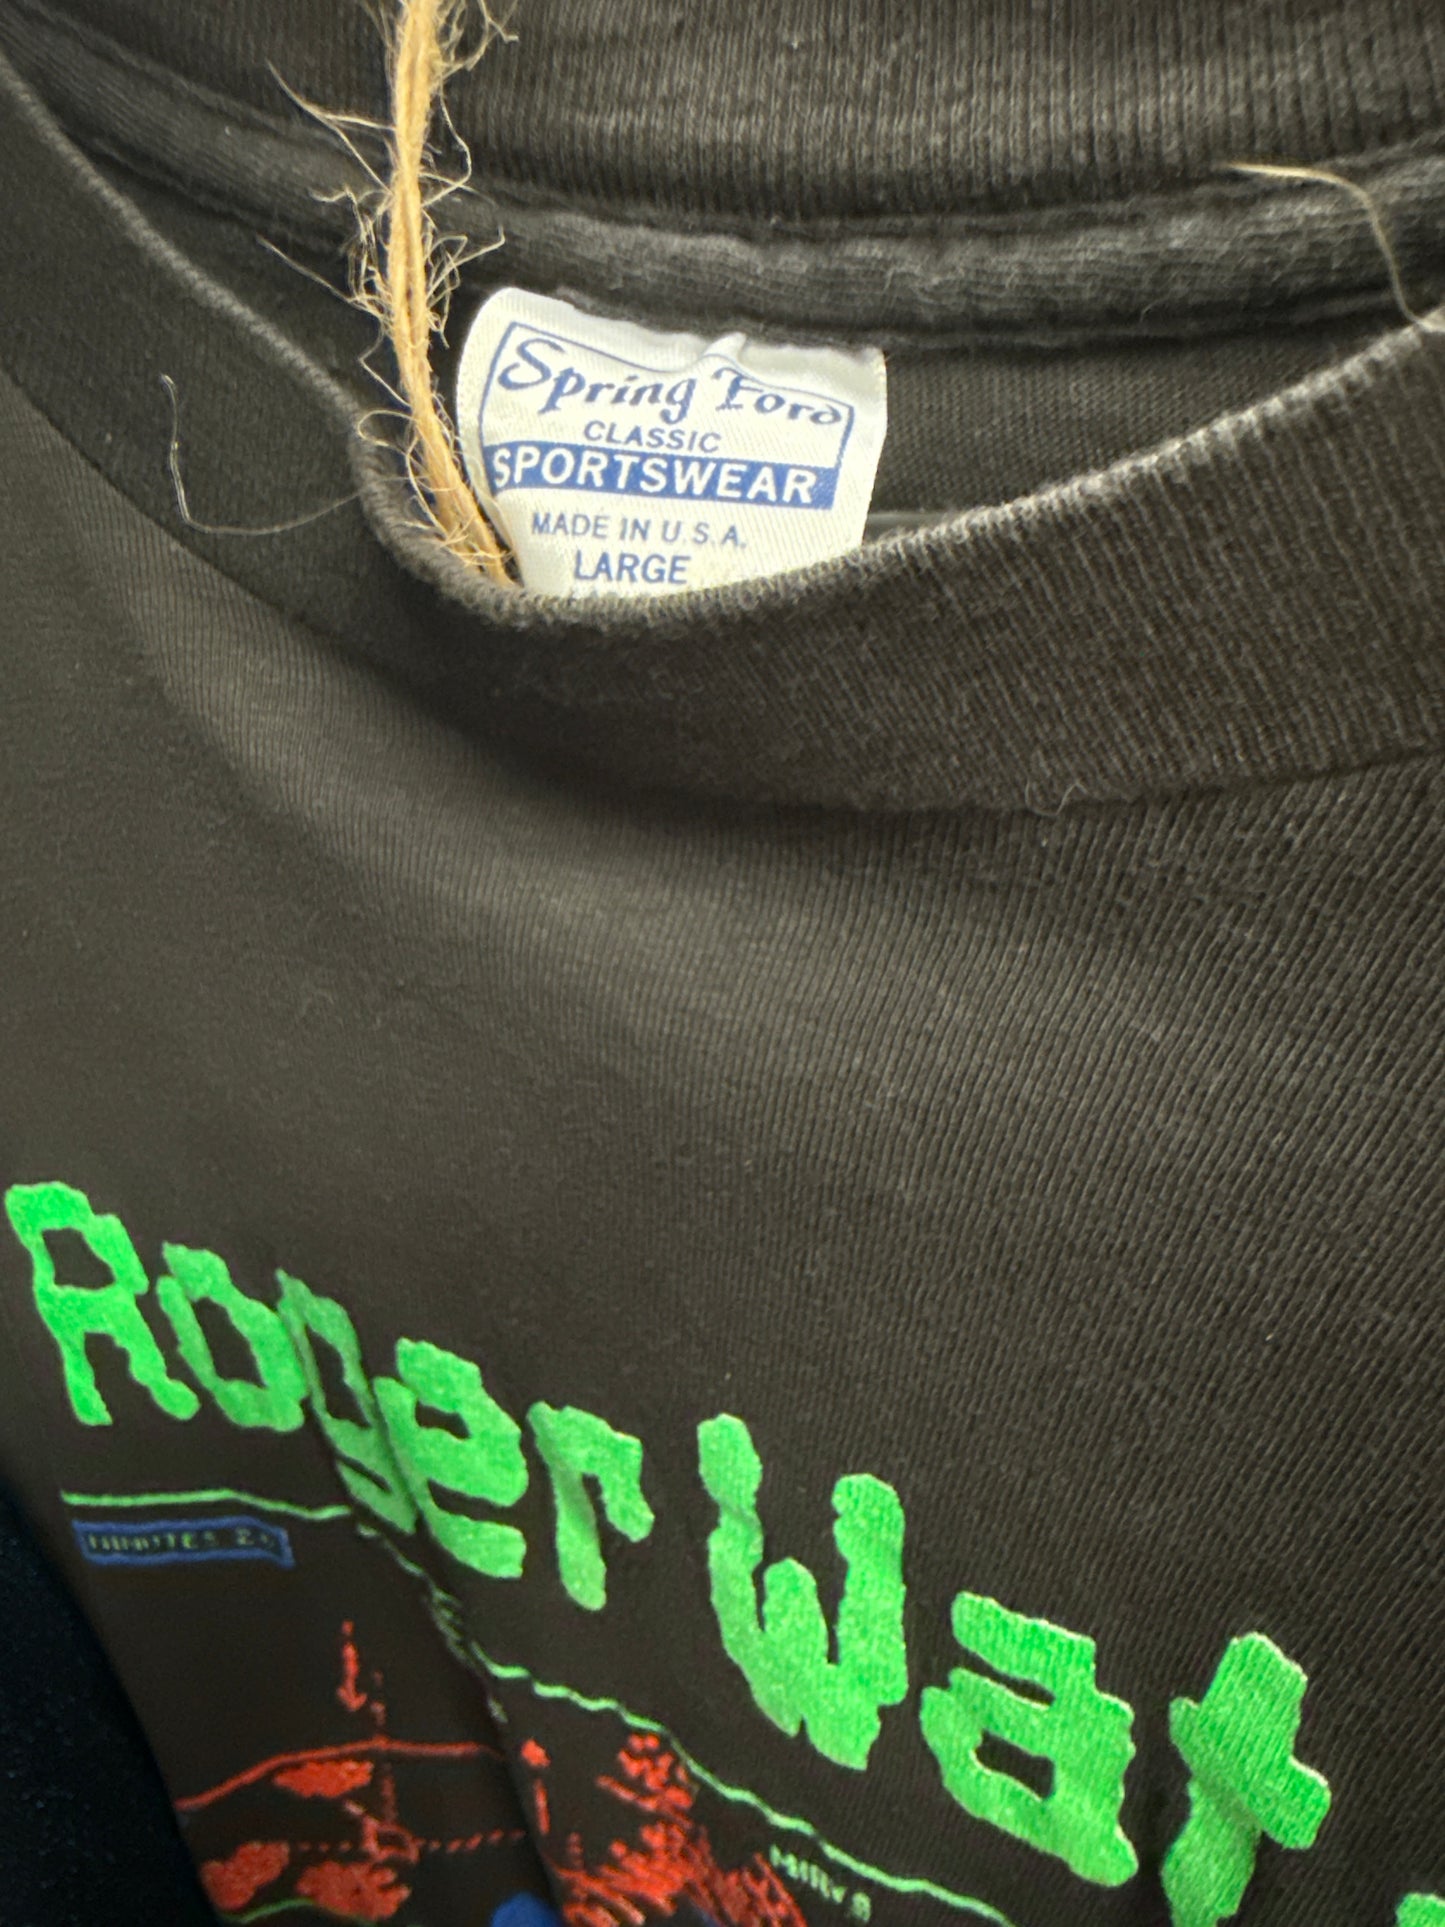 Spring Ford
CLASSIC
SPORTSWEAR
MADE IN U.S.A.
LARGE
Roger Wat